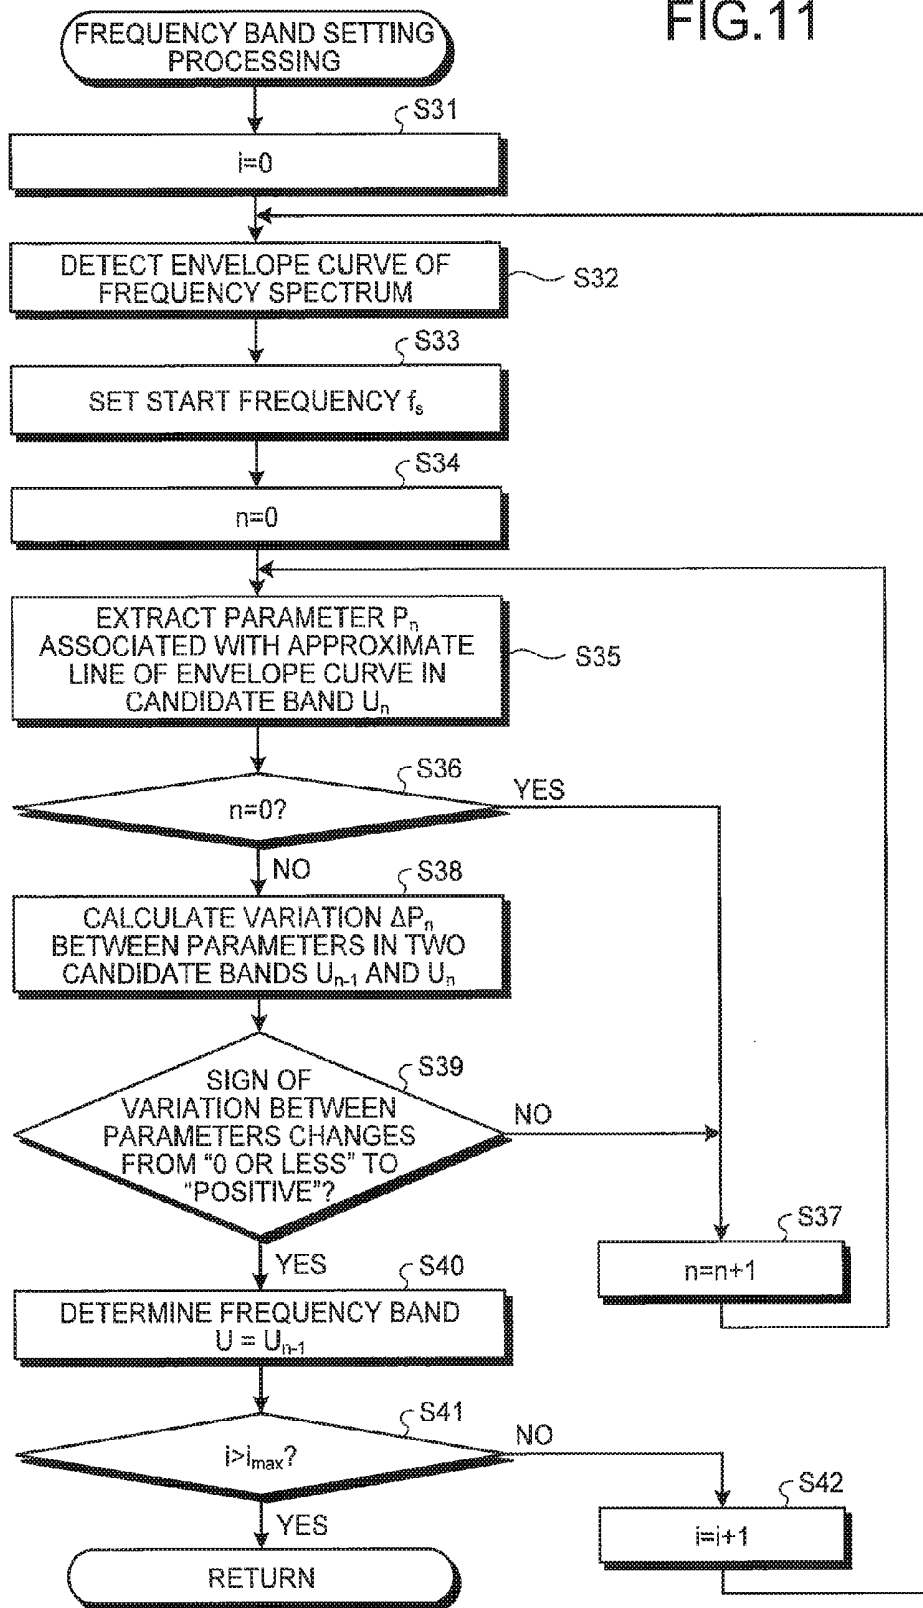 FIG.11
FREQUENCY BAND SETTING
PROCESSING
S31
i=0
DETECT ENVELOPE CURVE OF
FREQUENCY SPECTRUM
S32
S33
SET START FREQUENCY fs
S34
n=0
EXTRACT PARAMETER Pn
ASSOCIATED WITH APPROXIMATE
LINE OF ENVELOPE CURVE IN
CANDIDATE BAND Un
S35
S36
n=0?
YES
NO
S38
CALCULATE VARIATION ΔPn
BETWEEN PARAMETERS IN TWO
CANDIDATE BANDS Un-1 AND Un
S39
SIGN OF
VARIATION BETWEEN
PARAMETERS CHANGES
FROM “0 OR LESS” TO
“POSITIVE”?
NO
YES
S37
n=n+1
S40
DETERMINE FREQUENCY BAND
U = Un-1
S41
i>imax?
NO
YES
S42
i=i+1
RETURN